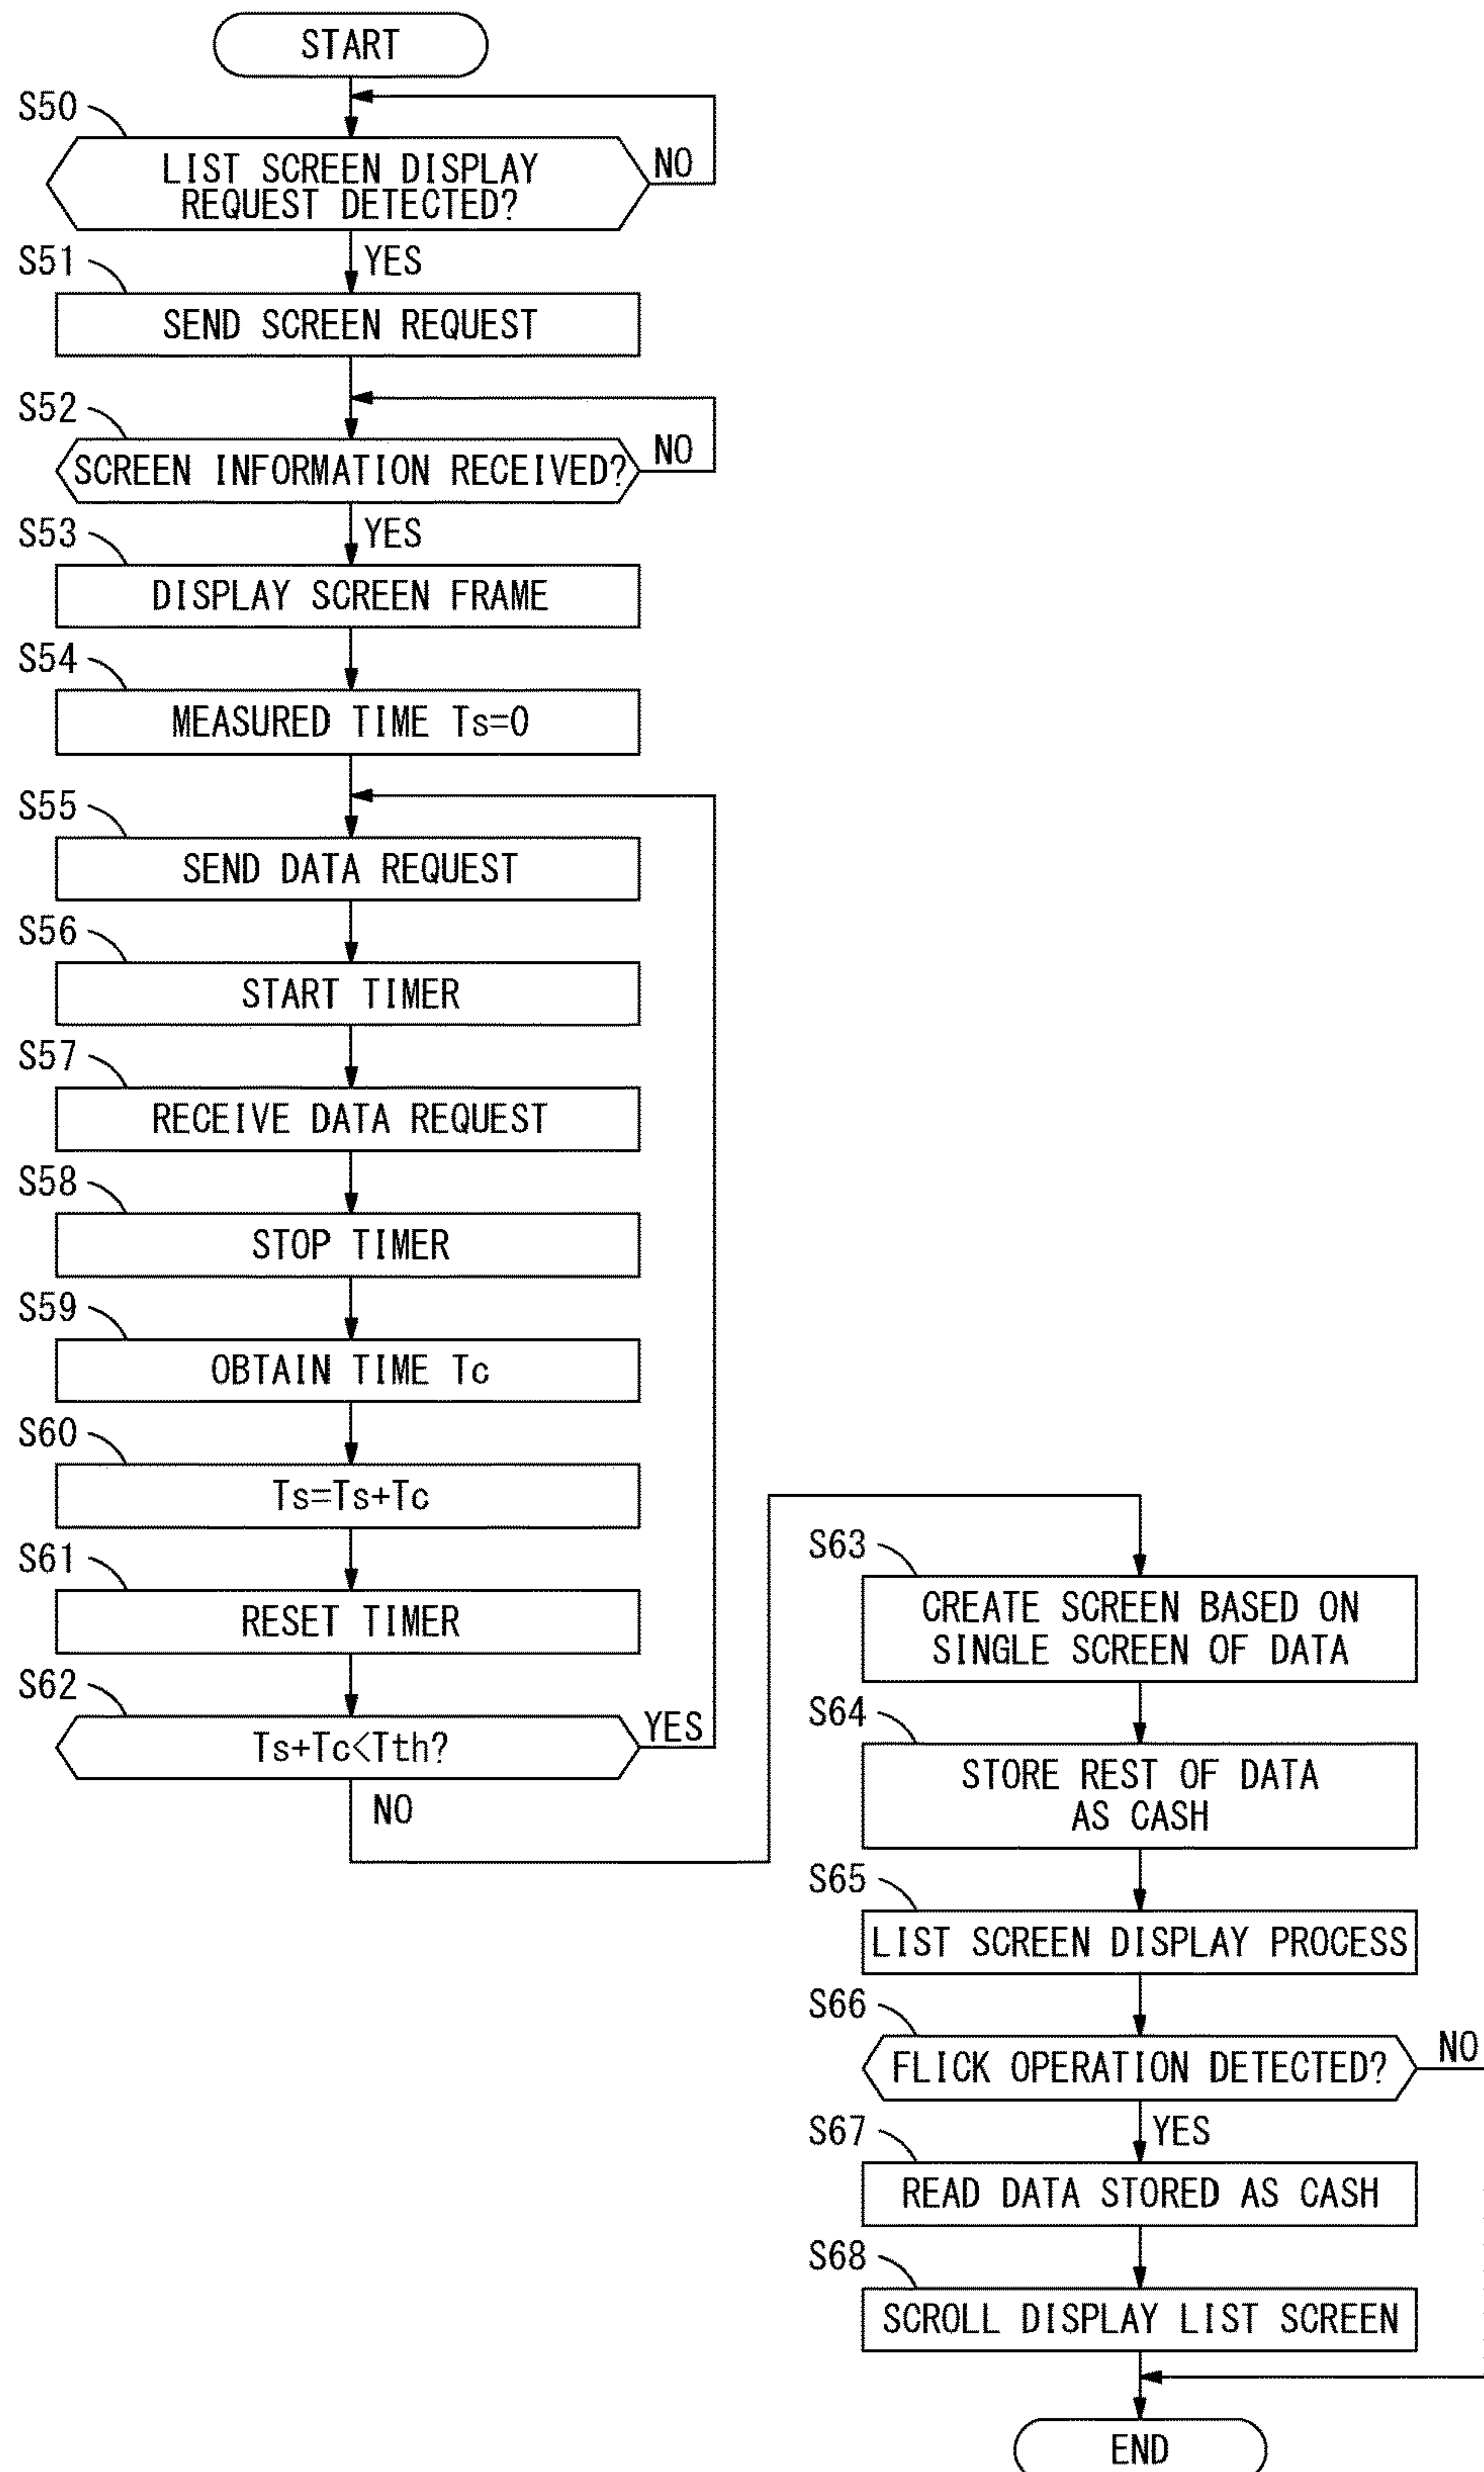 START
S50
LIST SCREEN DISPLAY
REQUEST DETECTED?
NO
YES
S51
SEND SCREEN REQUEST
S52
SCREEN INFORMATION RECEIVED?
NO
YES
S53
DISPLAY SCREEN FRAME
S54
MEASURED TIME Ts=0
S55
SEND DATA REQUEST
S56
START TIMER
S57
RECEIVE DATA REQUEST
S58
STOP TIMER
S59
OBTAIN TIME Tc
S60
Ts=Ts+Tc
S61
RESET TIMER
S62
Ts+Tc<Tth?
YES
NO
S63
CREATE SCREEN BASED ON
SINGLE SCREEN OF DATA
S64
STORE REST OF DATA
AS CASH
S65
LIST SCREEN DISPLAY PROCESS
S66
FLICK OPERATION DETECTED?
NO
YES
S67
READ DATA STORED AS CASH
S68
SCROLL DISPLAY LIST SCREEN
END